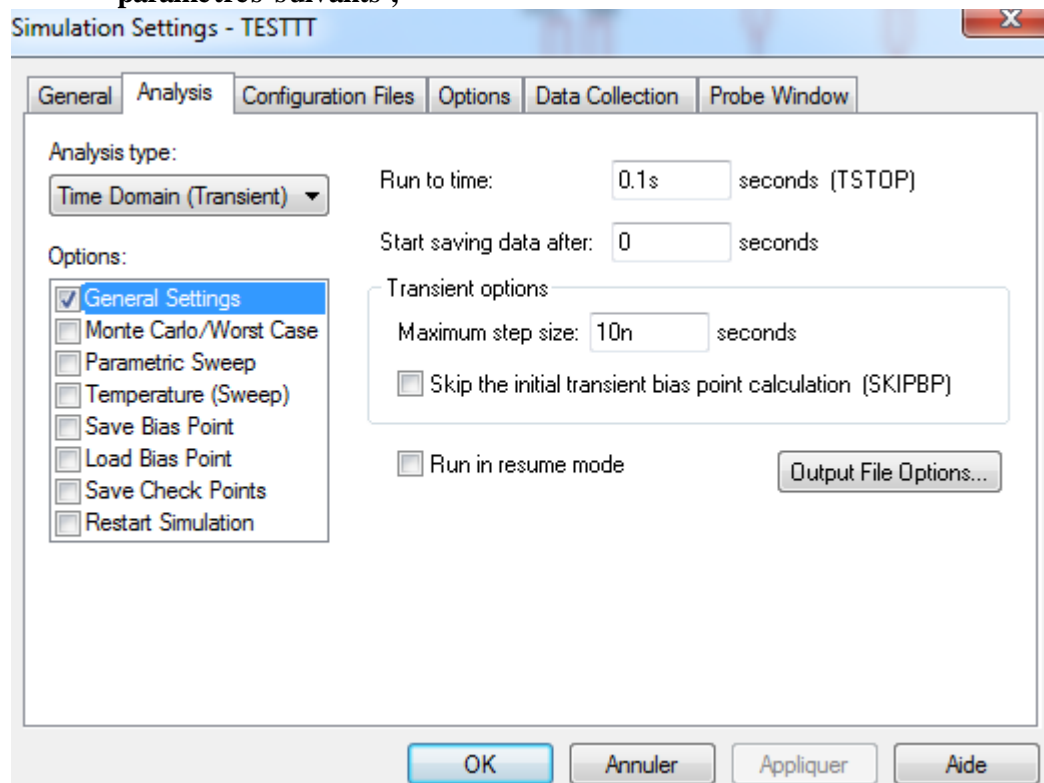 paramètres suivants ;
Simulation Settings - TESTTT
General Analysis Configuration Files Options Data Collection Probe Window
Analysis type:
Time Domain (Transient)
Options:
General Settings
Monte Carlo/Worst Case
Parametric Sweep
Temperature (Sweep)
Save Bias Point
Load Bias Point
Save Check Points
Restart Simulation
Run to time: 0.1s seconds (TSTOP)
Start saving data after: 0 seconds
Transient options
Maximum step size: 10n seconds
Skip the initial transient bias point calculation (SKIPBP)
Run in resume mode
Output File Options...
OK Annuler Appliquer Aide